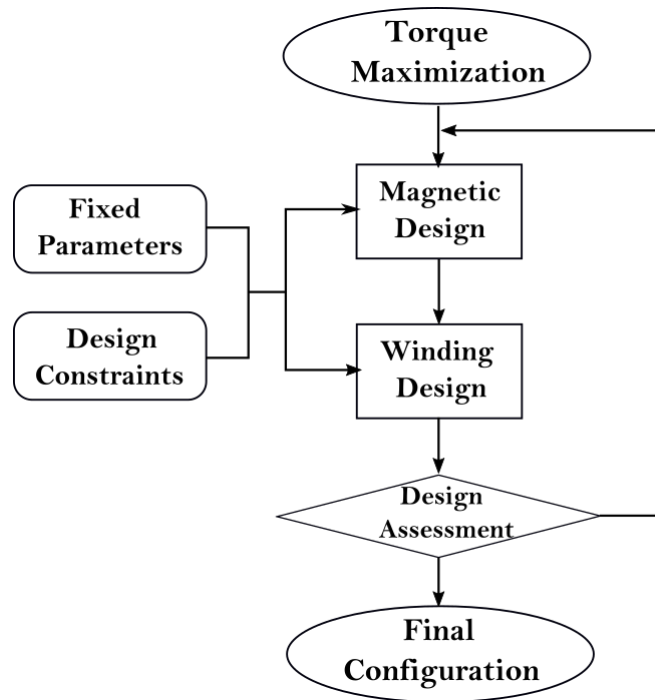 Torque
Maximization
Magnetic
Design
Fixed
Parameters
Design
Constraints
Winding
Design
Design
Assessment
Final
Configuration